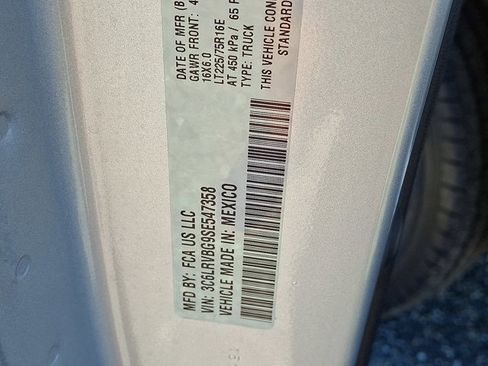 MFD BY: FCA US LLC
VIN: 3C6LRVBG9SE547358
VEHICLE MADE IN: MEXICO
DATE OF MFR (B
GAWR FRONT: 4
16X6.0
LT225/75R16E
AT 450 kPa / 65 P
TYPE: TRUCK
THIS VEHICLE CON
STANDARD